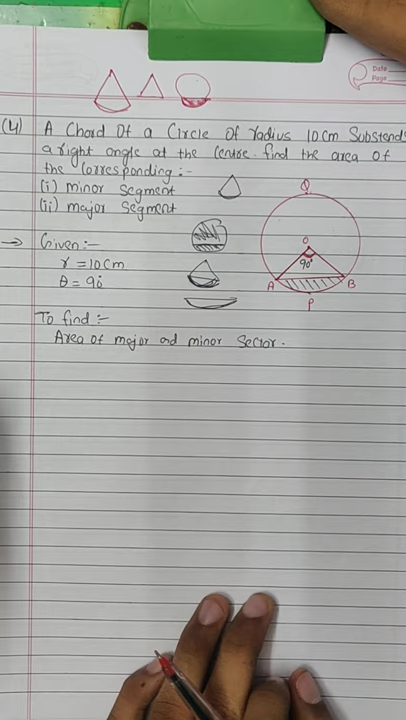 Date
Page
(4) A Chord Of a Circle Of radius 10cm Substends
a right angle at the Centre. find the area of
the Corresponding :-
(i) minor Segment
(ii) major Segment
Q
→ Given :-
r = 10cm
θ = 90°
O
90°
A
B
P
To find :-
Area of major and minor Sector.